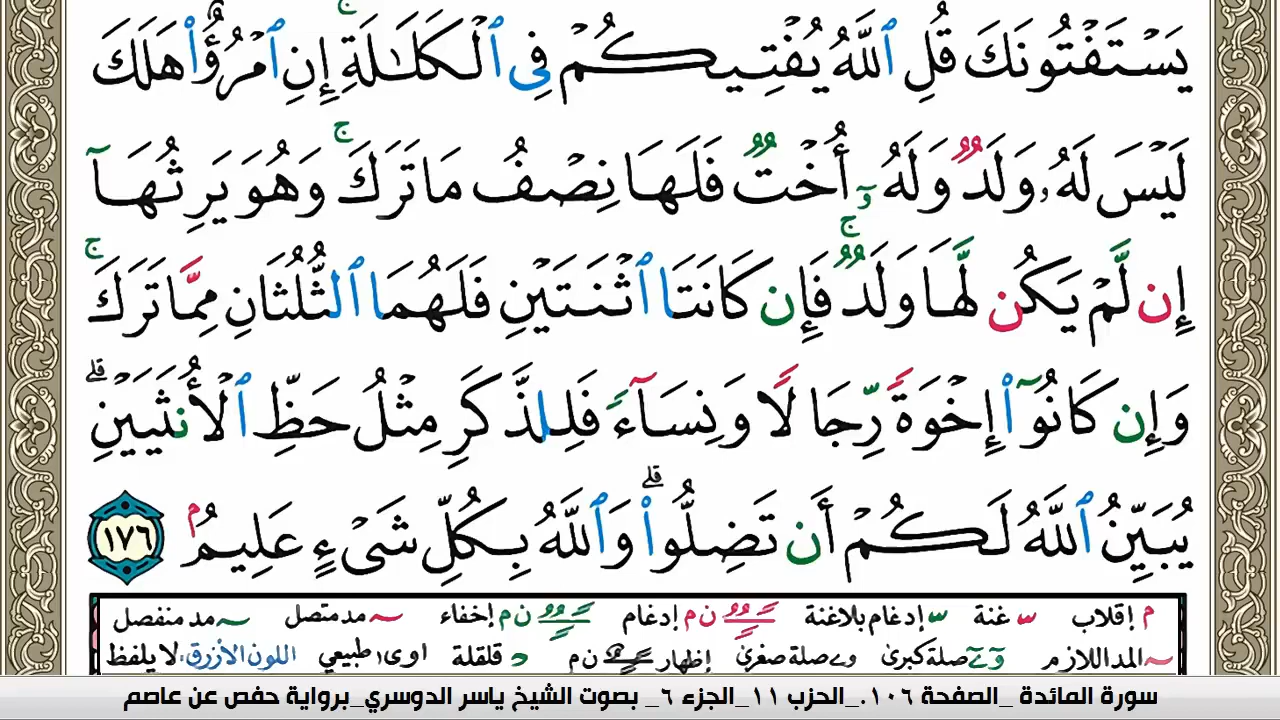 يَسْتَفْتُونَكَ قُلِ ٱللَّهُ يُفْتِيكُمْ فِى ٱلْكَلَـٰلَةِ ۚ إِنِ ٱمْرُؤٌا۟ هَلَكَ
لَيْسَ لَهُۥ وَلَدٌ وَلَهُۥٓ أُخْتٌ فَلَهَا نِصْفُ مَا تَرَكَ ۚ وَهُوَ يَرِثُهَآ
إِن لَّمْ يَكُن لَّهَا وَلَدٌ ۚ فَإِن كَانَتَا ٱثْنَتَيْنِ فَلَهُمَا ٱلثُّلُثَانِ مِمَّا تَرَكَ ۚ
وَإِن كَانُوٓا۟ إِخْوَةً رِّجَالًا وَنِسَآءً فَلِلذَّكَرِ مِثْلُ حَظِّ ٱلْأُنثَيَيْنِ ۗ
يُبَيِّنُ ٱللَّهُ لَكُمْ أَن تَضِلُّوا۟ ۗ وَٱللَّهُ بِكُلِّ شَىْءٍ عَلِيمٌۢ ١٧٦
م إقلاب غنة إدغام بلاغنة ن م إدغام ن م إخفاء مد متصل مد منفصل
المد اللازم صلة كبرى صلة صغرى إظهار ن م قلقلة اوى طبيعي اللون الأزرق: لا يلفظ
سورة المائدة _الصفحة ١٠٦._الحزب ١١_الجزء ٦_ بصوت الشيخ ياسر الدوسري_برواية حفص عن عاصم